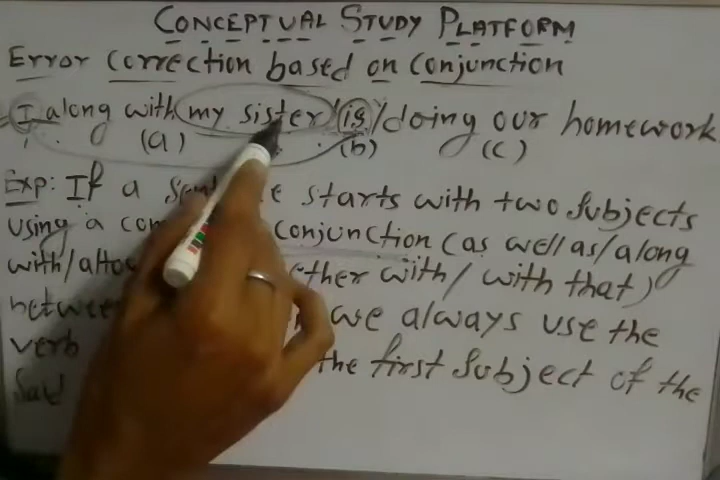 CONCEPTUAL STUDY PLATFORM
Error correction based on conjunction
I along with my sister / is / doing our homework
(a) (b) (c)
Exp: If a starts with two subjects
using a conjunction (as well as/along
with/ with/ with that)
we always use the
verb the first subject of the